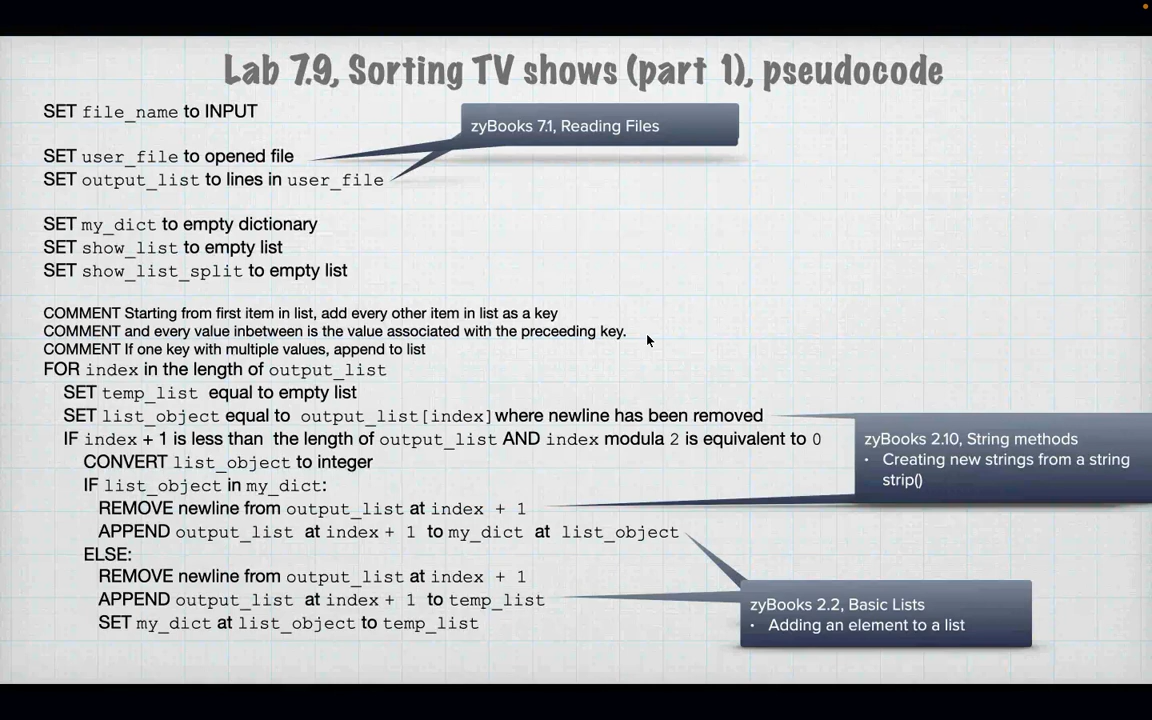 Lab 7.9, Sorting TV shows (part 1), pseudocode
SET file_name to INPUT
zyBooks 7.1, Reading Files
SET user_file to opened file
SET output_list to lines in user_file
SET my_dict to empty dictionary
SET show_list to empty list
SET show_list_split to empty list
COMMENT Starting from first item in list, add every other item in list as a key
COMMENT and every value inbetween is the value associated with the preceeding key.
COMMENT If one key with multiple values, append to list
FOR index in the length of output_list
SET temp_list equal to empty list
SET list_object equal to output_list[index] where newline has been removed
IF index + 1 is less than the length of output_list AND index modula 2 is equivalent to 0
zyBooks 2.10, String methods
• Creating new strings from a string
strip()
CONVERT list_object to integer
IF list_object in my_dict:
REMOVE newline from output_list at index + 1
APPEND output_list at index + 1 to my_dict at list_object
ELSE:
REMOVE newline from output_list at index + 1
APPEND output_list at index + 1 to temp_list
SET my_dict at list_object to temp_list
zyBooks 2.2, Basic Lists
• Adding an element to a list